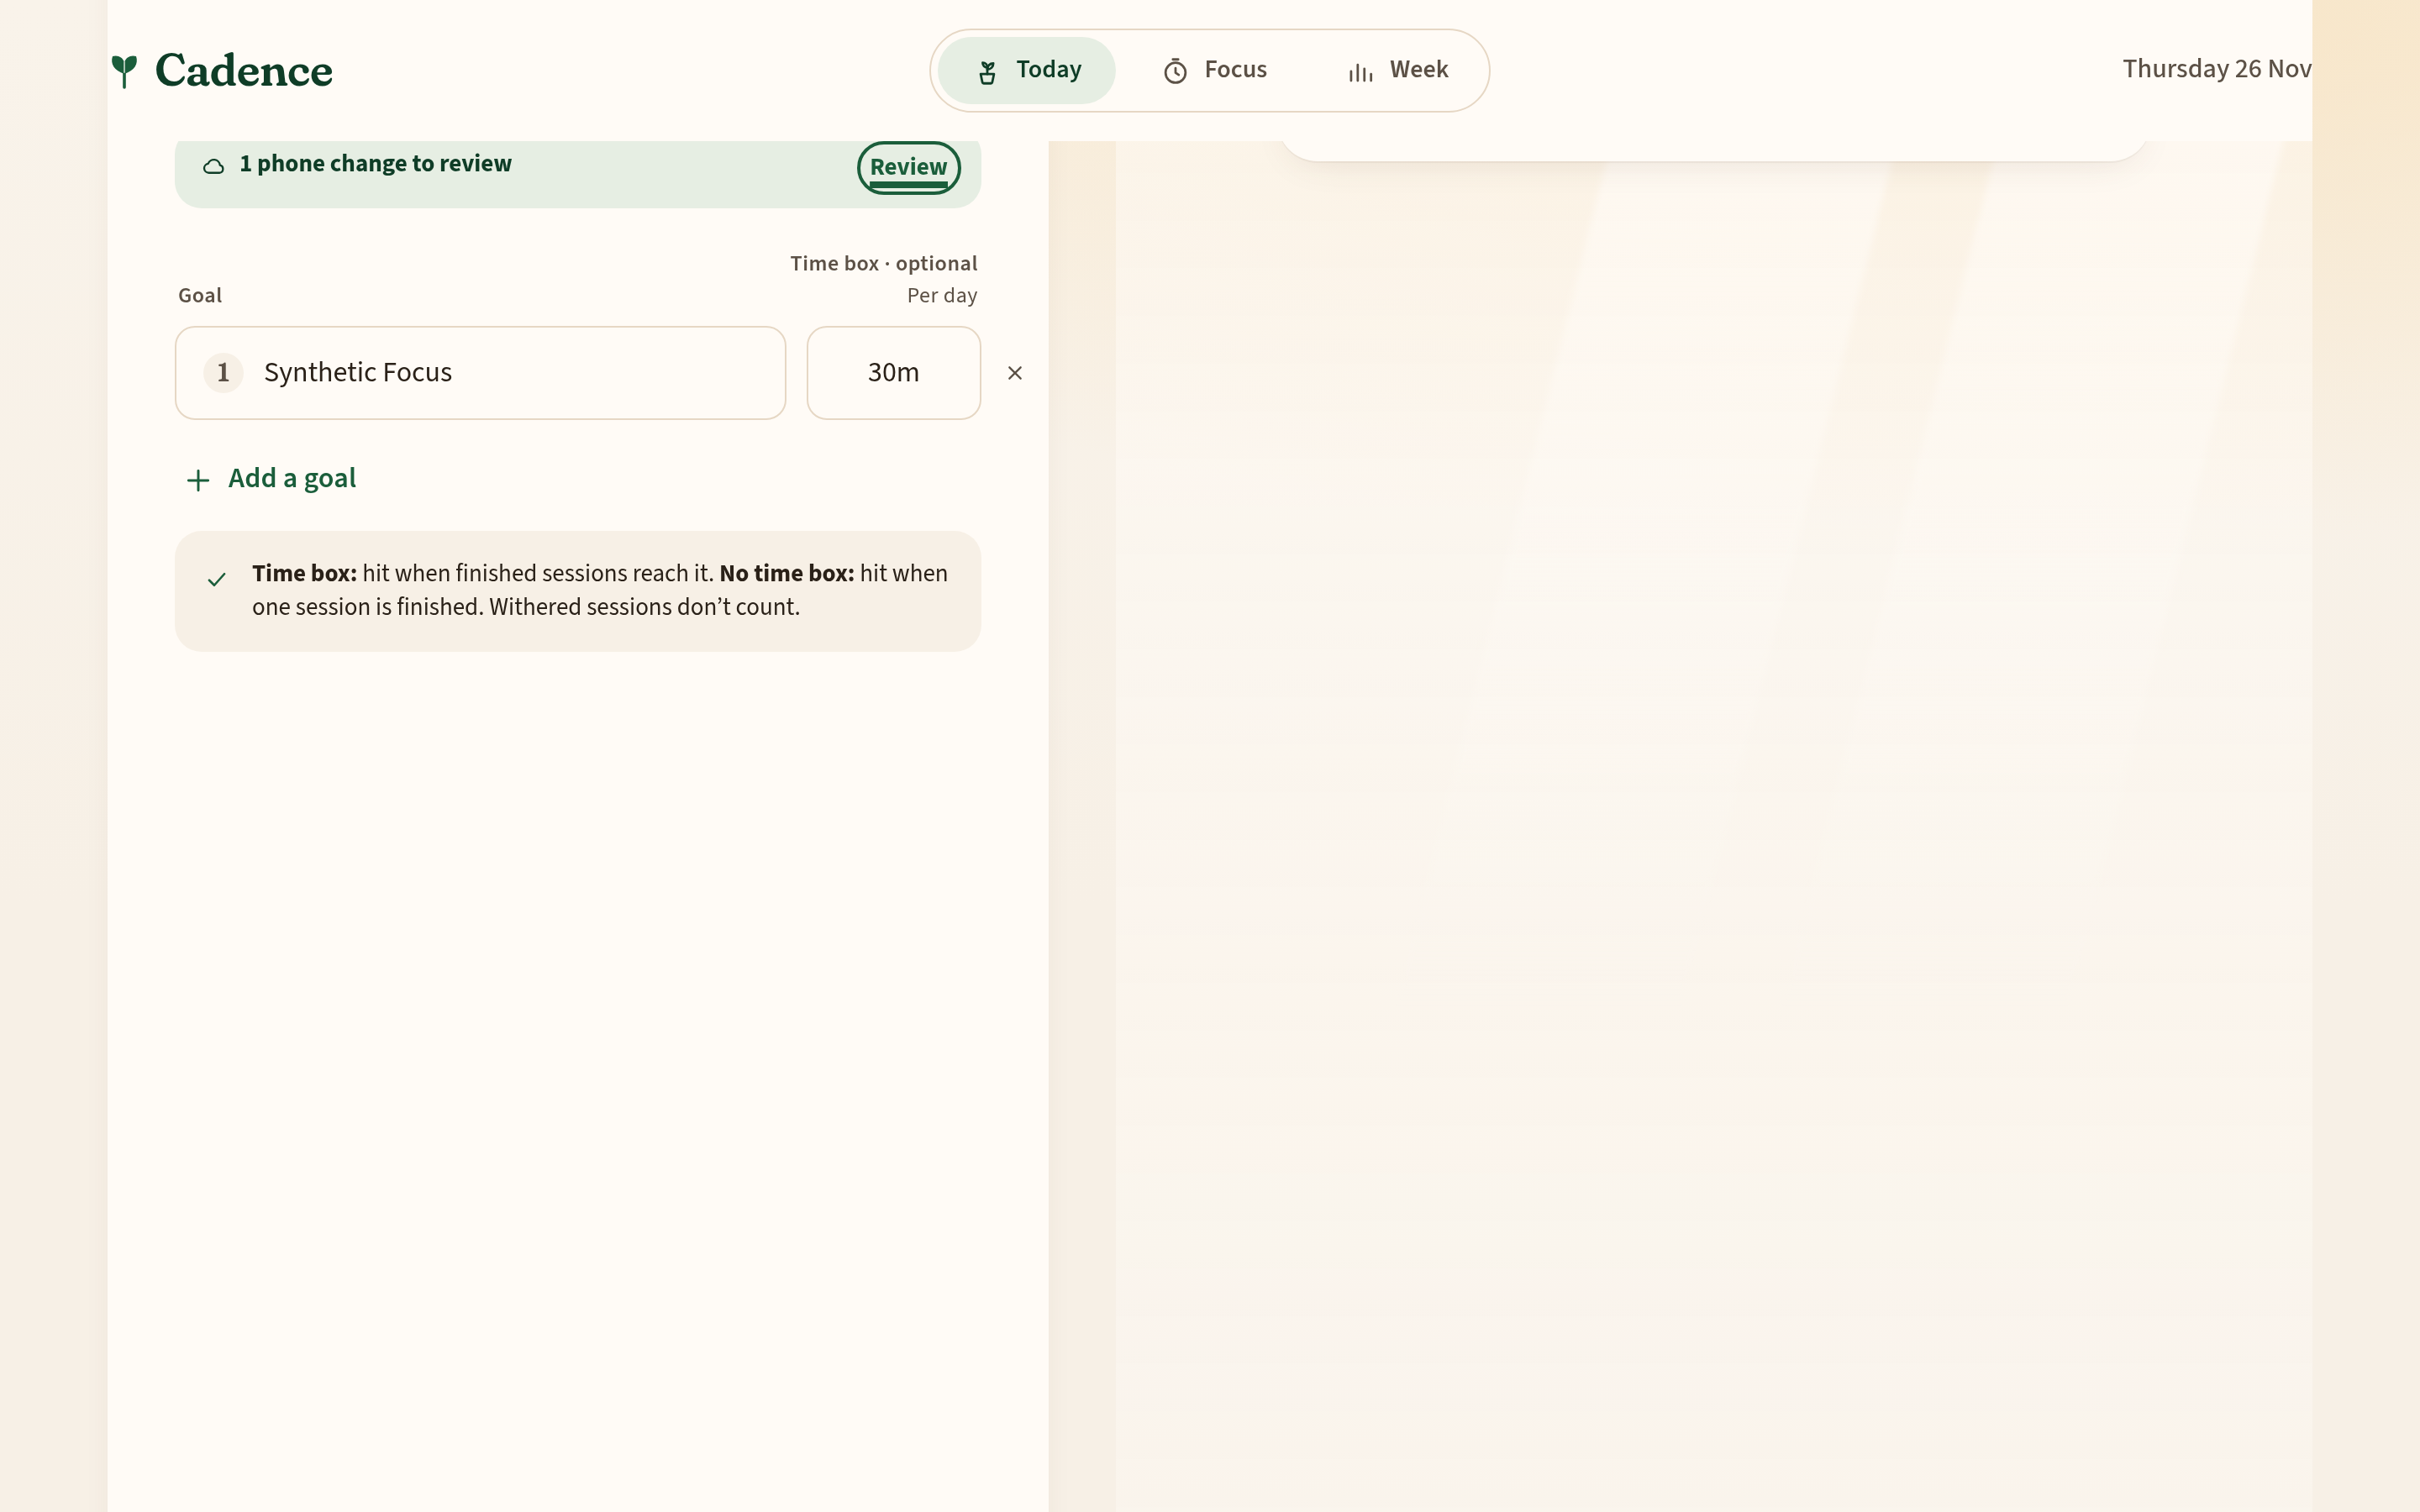 Cadence
Today
Focus
Week
Thursday 26 Nov
1 phone change to review
Review
Time box · optional
Goal
Per day
1 Synthetic Focus
30m
×
+ Add a goal
Time box: hit when finished sessions reach it. No time box: hit when
one session is finished. Withered sessions don’t count.